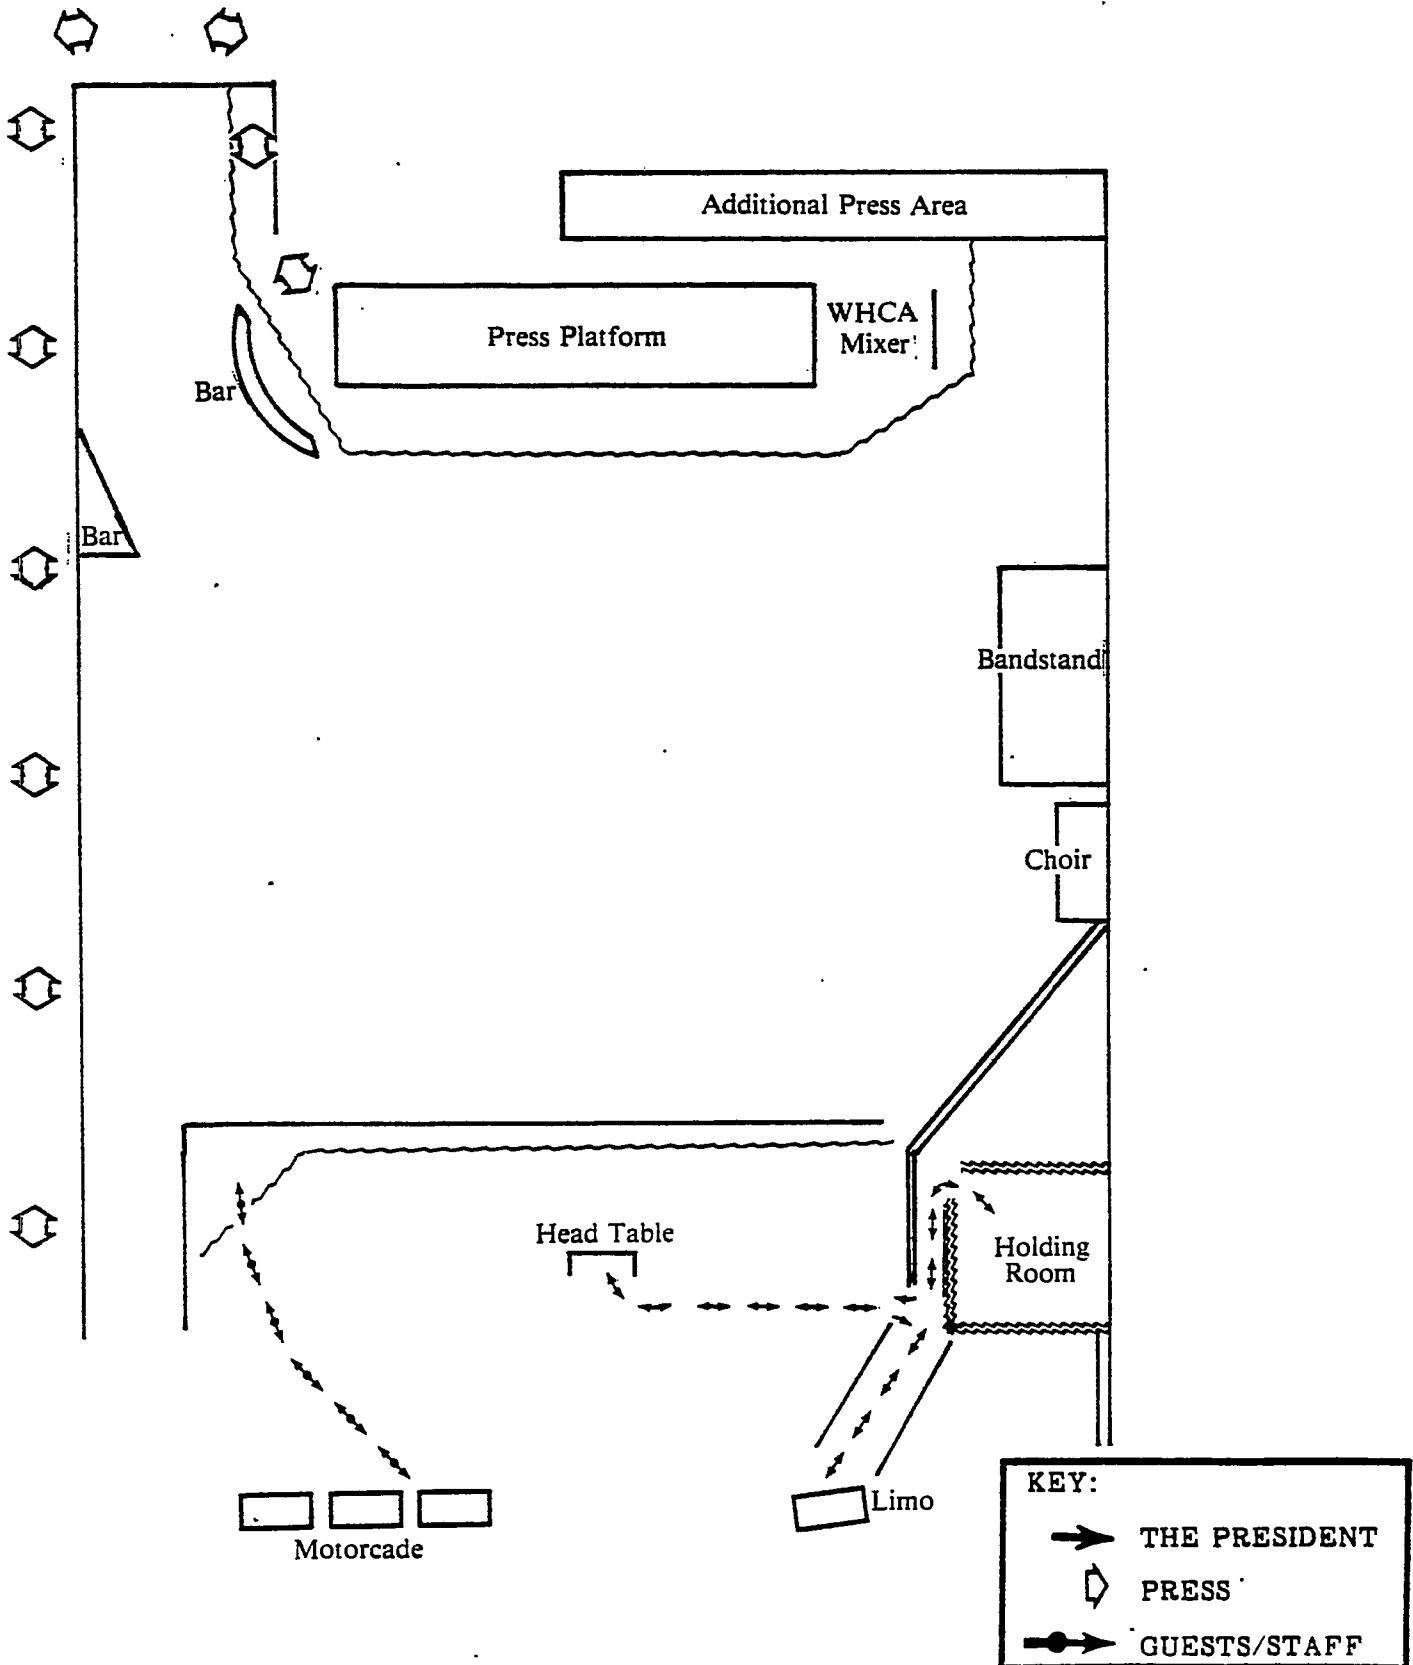 Additional Press Area
Press Platform
WHCA
Mixer
Bar
Bar
Bandstand
Choir
Head Table
Holding
Room
Limo
Motorcade
KEY:
THE PRESIDENT
PRESS
GUESTS/STAFF